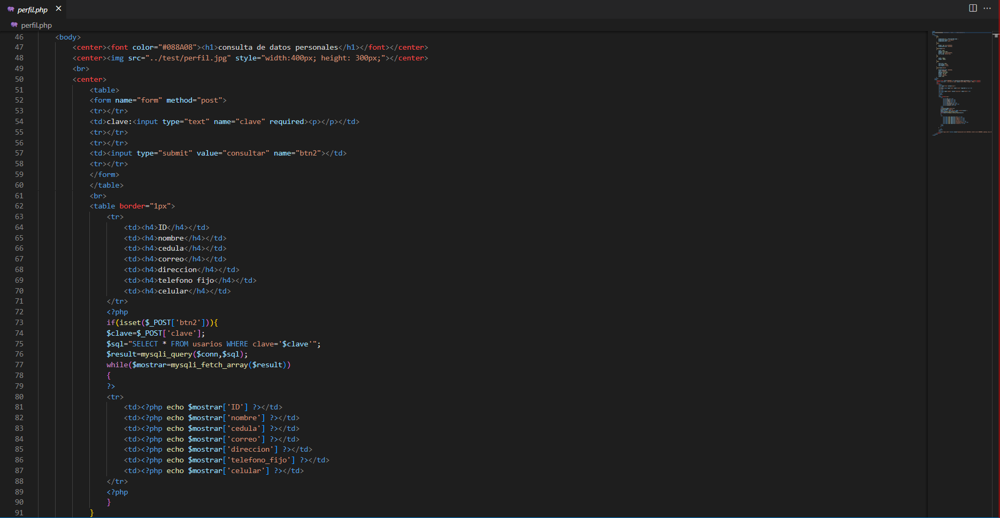 perfil.php
perfil.php
46 <body>
47 <center><font color="#088A08"><h1>consulta de datos personales</h1></font></center>
48 <center><img src="../test/perfil.jpg" style="width:400px; height: 300px;"></center>
49 <br>
50 <center>
51 <table>
52 <form name="form" method="post">
53 <tr></tr>
54 <td>clave:<input type="text" name="clave" required><p></p></td>
55 <tr></tr>
56 <tr></tr>
57 <td><input type="submit" value="consultar" name="btn2"></td>
58 <tr></tr>
59 </form>
60 </table>
61 <br>
62 <table border="1px">
63 <tr>
64 <td><h4>ID</h4></td>
65 <td><h4>nombre</h4></td>
66 <td><h4>cedula</h4></td>
67 <td><h4>correo</h4></td>
68 <td><h4>direccion</h4></td>
69 <td><h4>telefono fijo</h4></td>
70 <td><h4>celular</h4></td>
71 </tr>
72 <?php
73 if(isset($_POST['btn2'])){
74 $clave=$_POST['clave'];
75 $sql="SELECT * FROM usarios WHERE clave='$clave'";
76 $result=mysqli_query($conn,$sql);
77 while($mostrar=mysqli_fetch_array($result))
78 {
79 ?>
80 <tr>
81 <td><?php echo $mostrar['ID'] ?></td>
82 <td><?php echo $mostrar['nombre'] ?></td>
83 <td><?php echo $mostrar['cedula'] ?></td>
84 <td><?php echo $mostrar['correo'] ?></td>
85 <td><?php echo $mostrar['direccion'] ?></td>
86 <td><?php echo $mostrar['telefono_fijo'] ?></td>
87 <td><?php echo $mostrar['celular'] ?></td>
88 </tr>
89 <?php
90 }
91 }